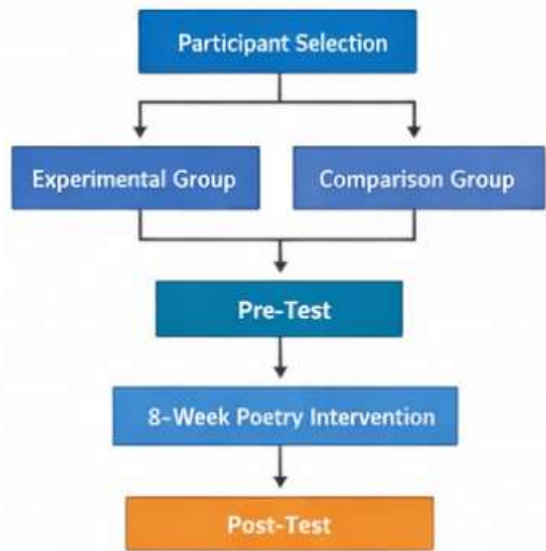 Participant Selection
Experimental Group
Comparison Group
Pre-Test
8-Week Poetry Intervention
Post-Test